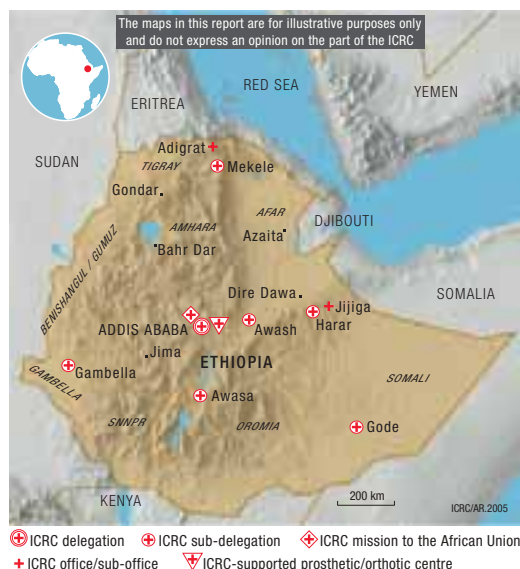 The maps in this report are for illustrative purposes only
and do not express an opinion on the part of the ICRC
RED SEA
YEMEN
ERITREA
SUDAN
Adigrat
TIGRAY
Mekele
Gondar
AFAR
DJIBOUTI
AMHARA
Azaita
Bahr Dar
BENISHANGUL / GUMUZ
SOMALIA
Dire Dawa
Jijiga
Harar
ADDIS ABABA
Awash
Jima
ETHIOPIA
Gambella
GAMBELLA
SOMALI
Awasa
SNNPR
OROMIA
Gode
KENYA
200 km
ICRC/AR.2005
ICRC delegation ICRC sub-delegation ICRC mission to the African Union
ICRC office/sub-office ICRC-supported prosthetic/orthotic centre